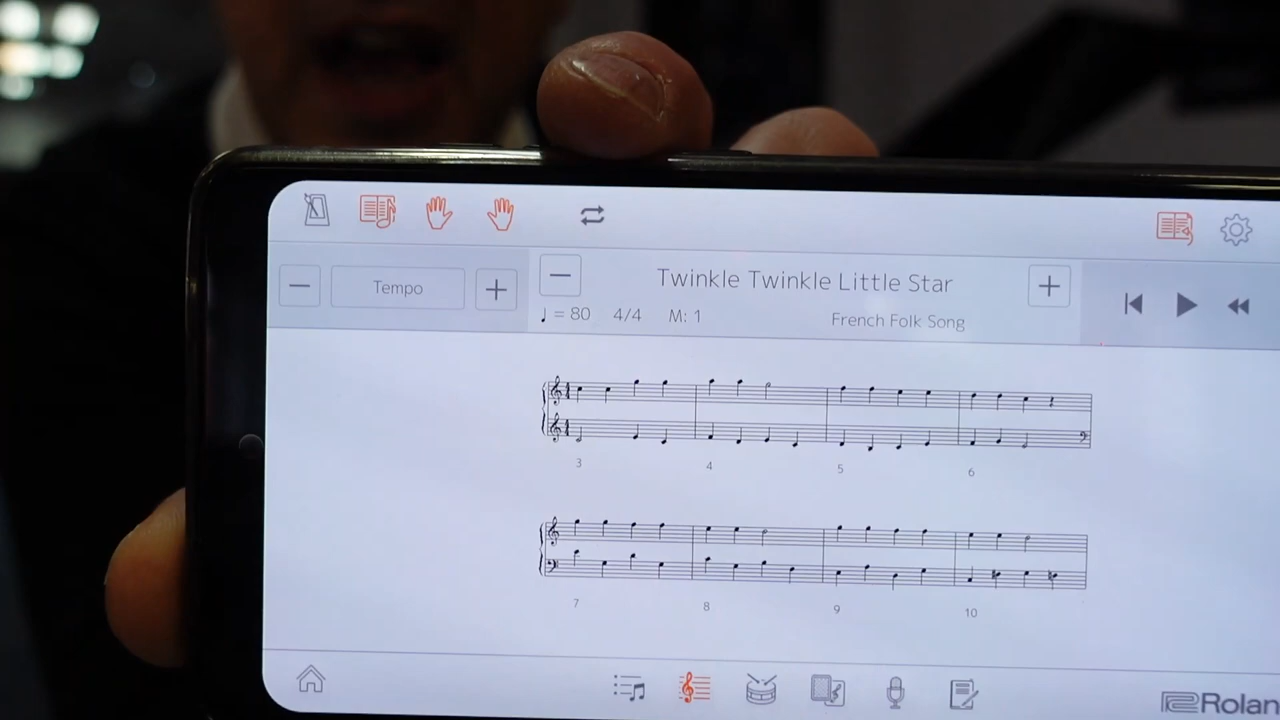 Twinkle Twinkle Little Star
Tempo
♩ = 80 4/4 M: 1
French Folk Song
3 4 5 6
7 8 9 10
Rolan